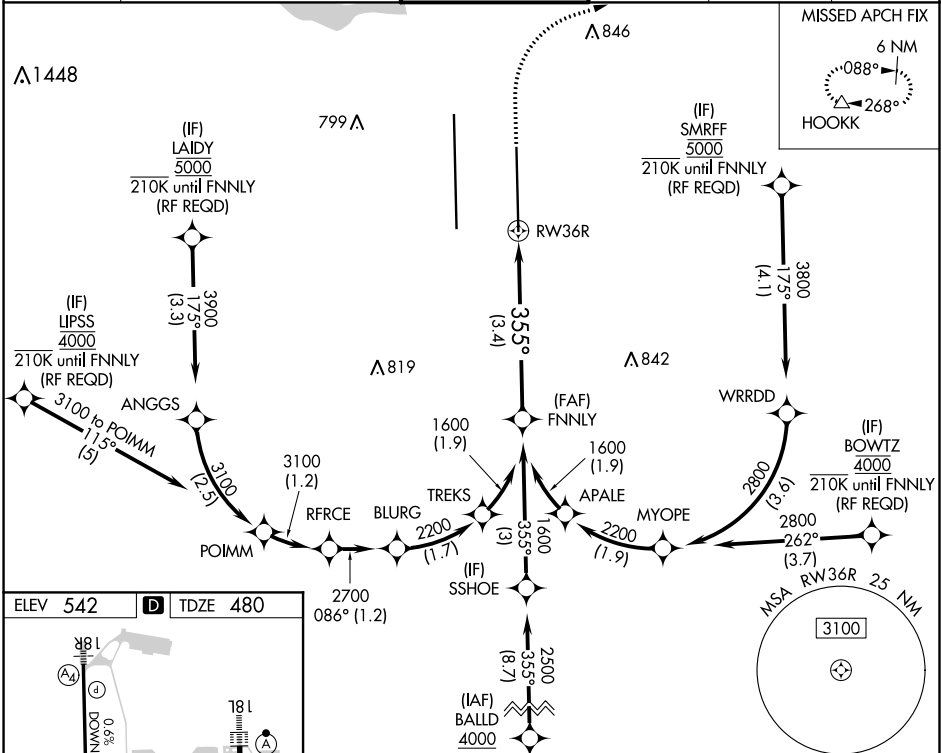 MISSED APCH FIX
6 NM
088°
268°
HOOKK
846
1448
799
(IF)
LAIDY
5000
210K until FNNLY
(RF REQD)
(IF)
SMRFF
5000
210K until FNNLY
(RF REQD)
RW36R
3900
175°
(3.3)
3800
175°
(4.1)
355°
(3.4)
(IF)
LIPSS
4000
210K until FNNLY
(RF REQD)
819
842
ANGGS
(FAF)
FNNLY
WRRDD
3100 to POIMM
115°
(5)
1600
(1.9)
1600
(1.9)
(IF)
BOWTZ
4000
210K until FNNLY
(RF REQD)
3100
(2.5)
3100
(1.2)
2800
(3.6)
RFRCE
BLURG
TREKS
APALE
MYOPE
POIMM
2200
(1.7)
1600
355°
(3)
2200
(1.9)
2800
262°
(3.7)
2700
086° (1.2)
(IF)
SSHOE
MSA RW36R 25 NM
3100
2500
355°
(8.7)
(IAF)
BALLD
4000
ELEV 542
D
TDZE 480
18R
A4
P
0.6%
DOWN
18L
A